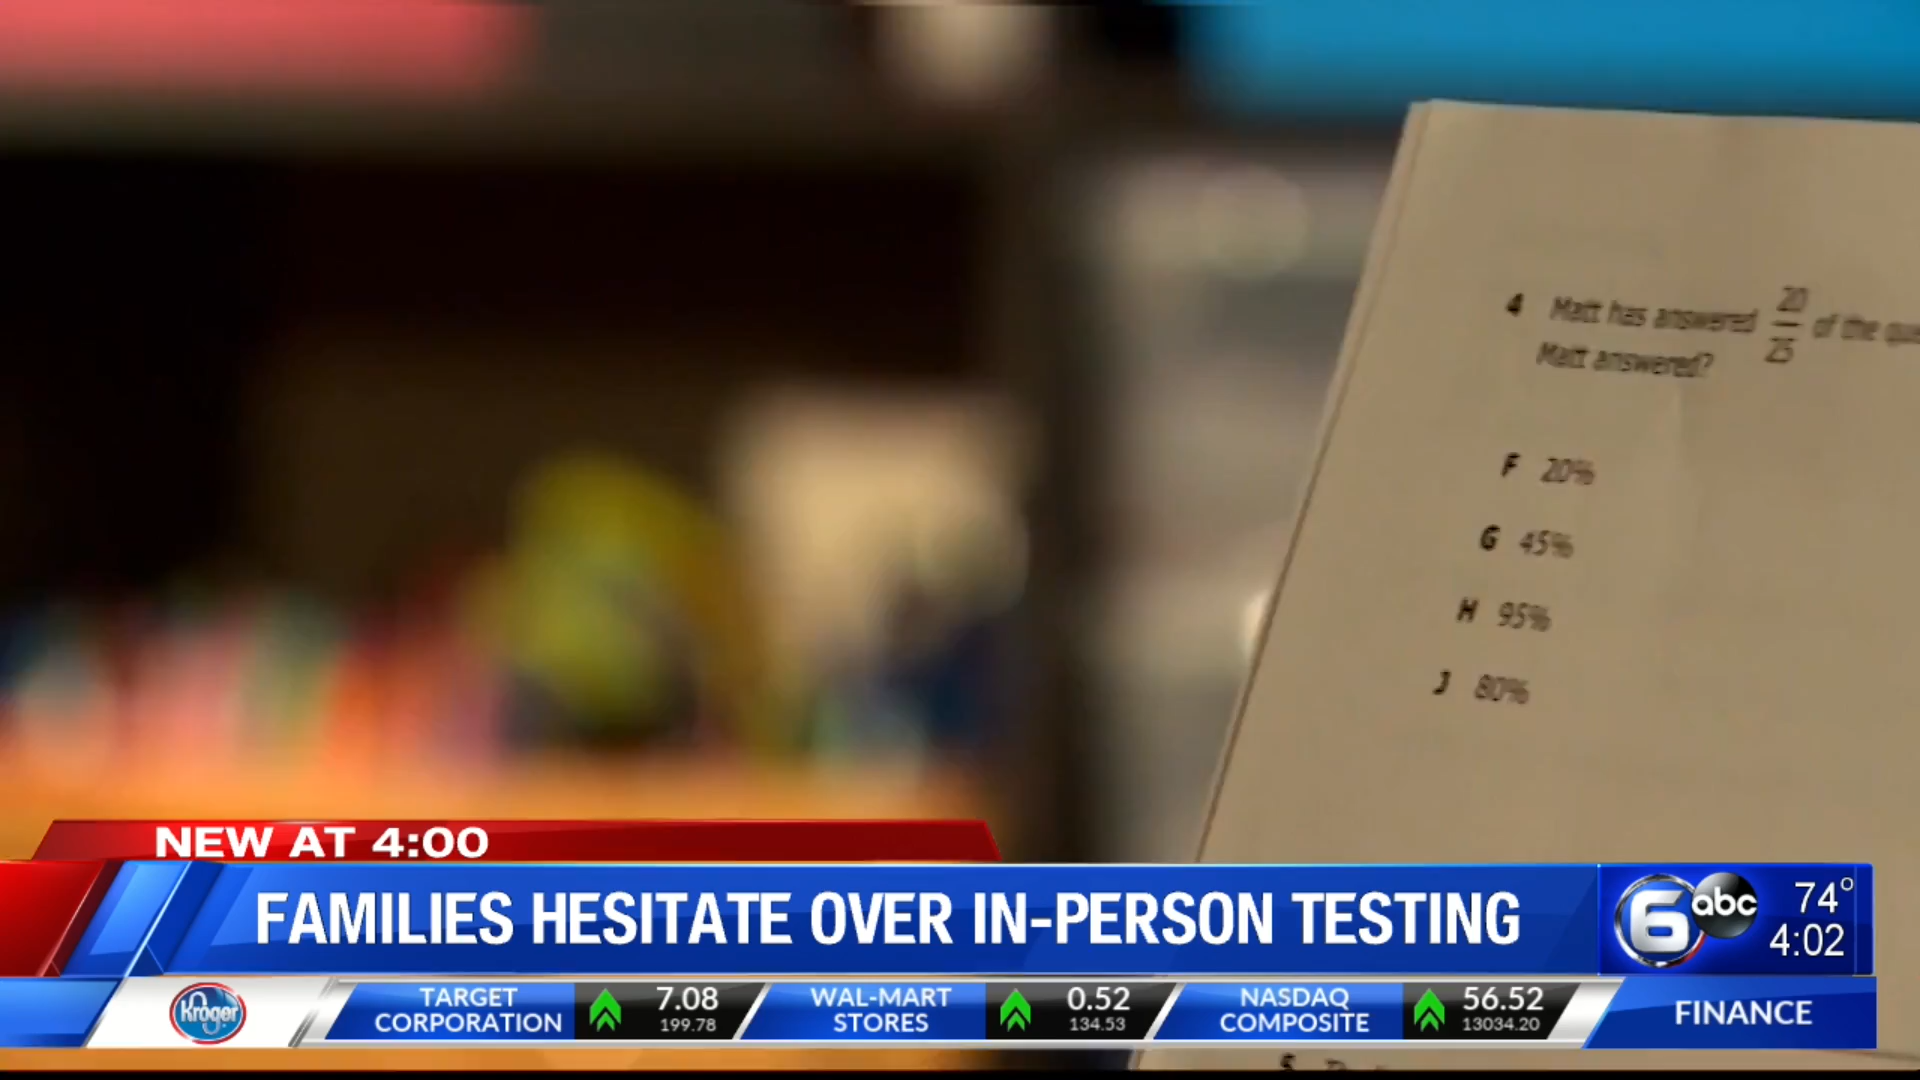 4 Matt has answered 20/25 of the
Matt answered?
F 20%
G 45%
H 95%
J 80%
NEW AT 4:00
FAMILIES HESITATE OVER IN-PERSON TESTING
6 abc
74°
4:02
Kroger
TARGET
CORPORATION
7.08
199.78
WAL-MART
STORES
0.52
134.53
NASDAQ
COMPOSITE
56.52
13034.20
FINANCE
5